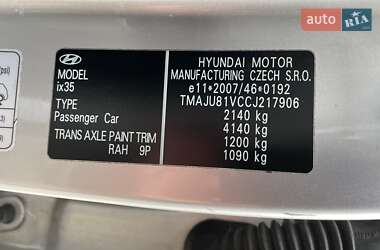 auto RIA
(psi)
HYUNDAI MOTOR
MANUFACTURING CZECH S.R.O.
e11*2007/46*0192
TMAJU81VCCJ217906
2140 kg
4140 kg
1200 kg
1090 kg
MODEL
ix35
TYPE
Passenger Car
TRANS AXLE PAINT TRIM
RAH 9P